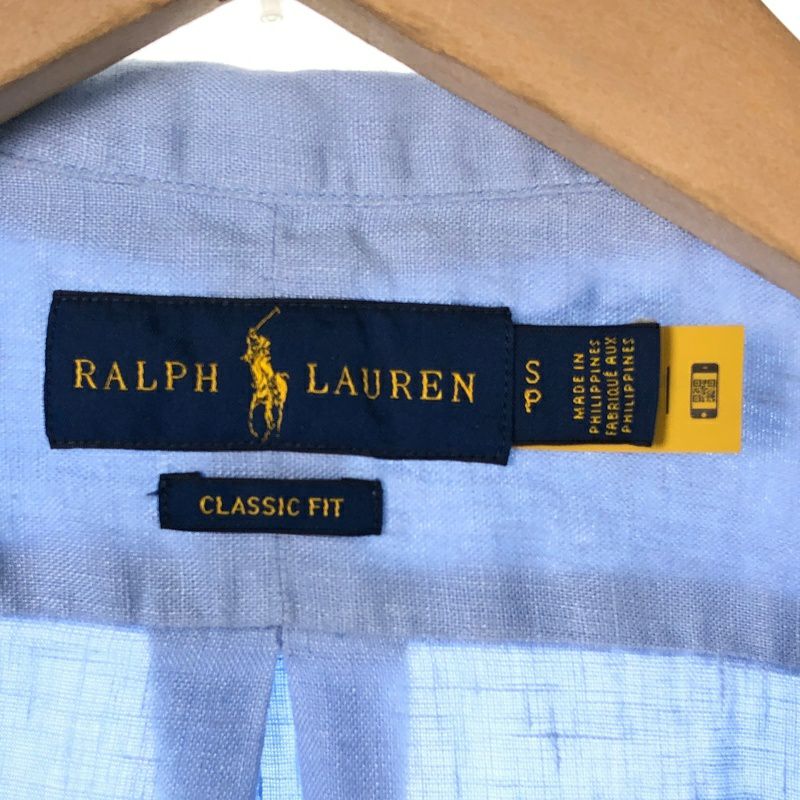 RALPH LAUREN
S
P
MADE IN
PHILIPPINES
FABRIQUÉ AUX
PHILIPPINES
CLASSIC FIT